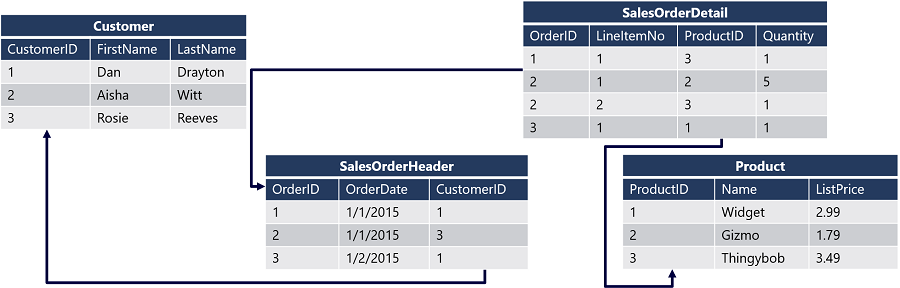 Customer
CustomerID FirstName LastName
1 Dan Drayton
2 Aisha Witt
3 Rosie Reeves
SalesOrderDetail
OrderID LineItemNo ProductID Quantity
1 1 3 1
2 1 2 5
2 2 3 1
3 1 1 1
SalesOrderHeader
OrderID OrderDate CustomerID
1 1/1/2015 1
2 1/1/2015 3
3 1/2/2015 1
Product
ProductID Name ListPrice
1 Widget 2.99
2 Gizmo 1.79
3 Thingybob 3.49